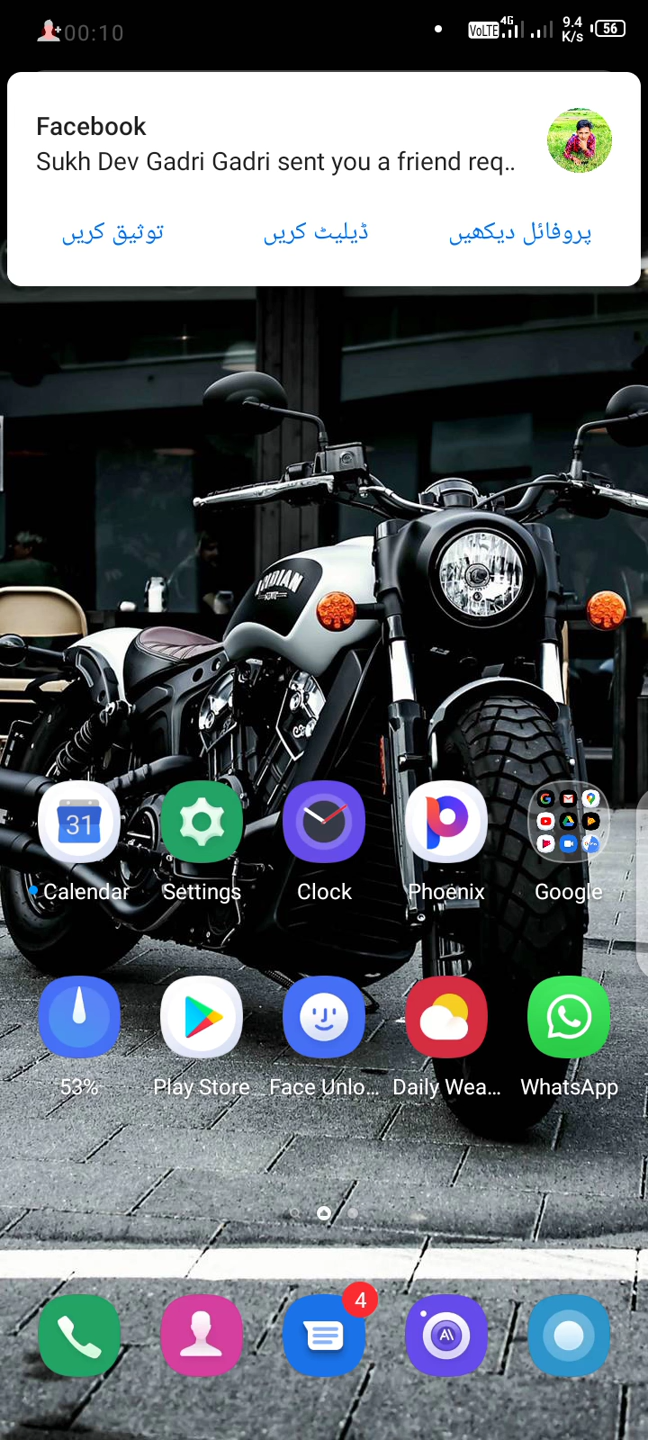 00:10
VoLTE 4G 9.4 K/s 56
Facebook
Sukh Dev Gadri Gadri sent you a friend req..
پروفائل دیکھیں ڈیلیٹ کریں توثیق کریں
INDIAN
31
Calendar Settings Clock Phoenix Google
53% Play Store Face Unlo... Daily Wea... WhatsApp
4
AI